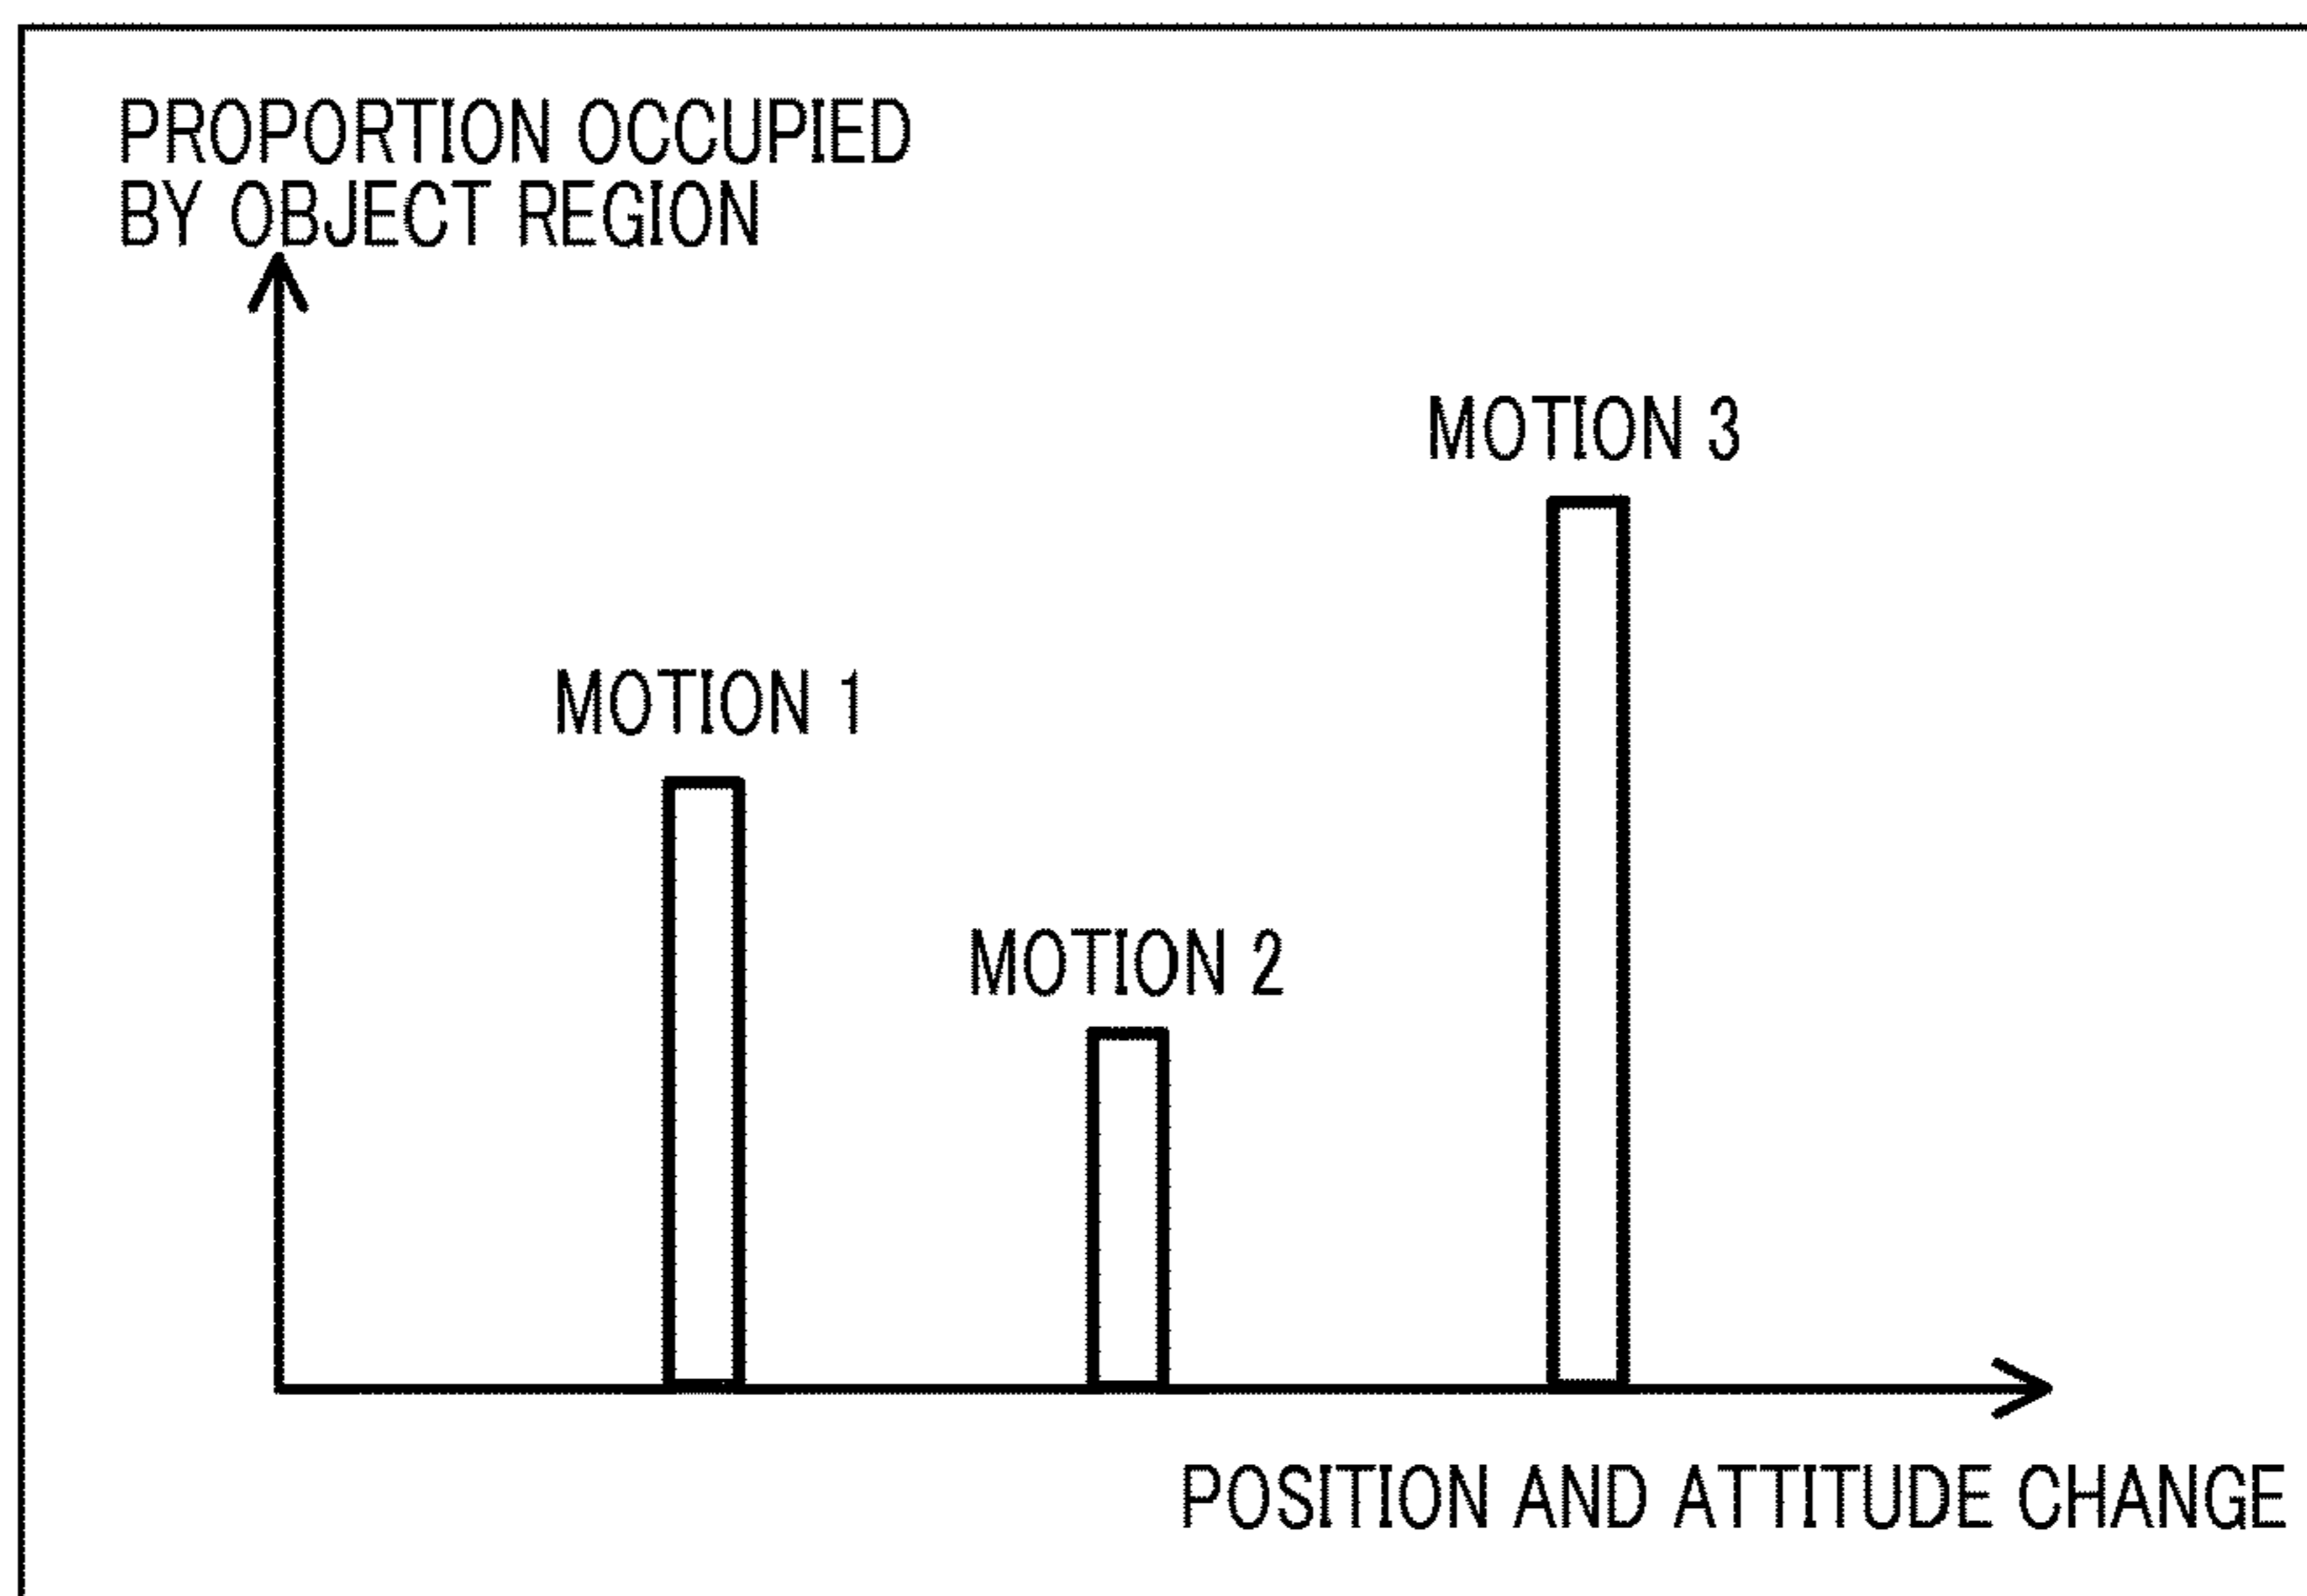 PROPORTION OCCUPIED
BY OBJECT REGION
MOTION 3
MOTION 1
MOTION 2
POSITION AND ATTITUDE CHANGE